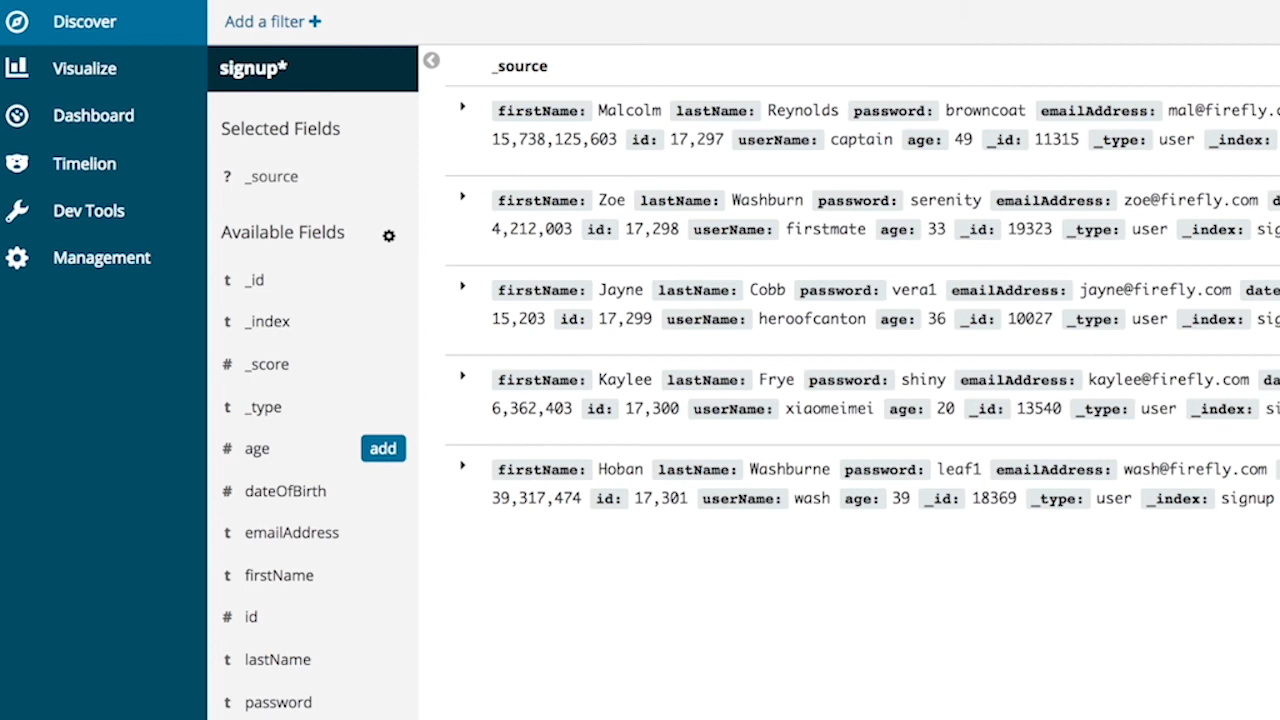 Discover
Visualize
Dashboard
Timelion
Dev Tools
Management
Add a filter +
signup*
Selected Fields
? _source
Available Fields
t _id
t _index
# _score
t _type
# age add
# dateOfBirth
t emailAddress
t firstName
# id
t lastName
t password
_source
firstName: Malcolm lastName: Reynolds password: browncoat emailAddress: mal@firefly.c
15,738,125,603 id: 17,297 userName: captain age: 49 _id: 11315 _type: user _index:
firstName: Zoe lastName: Washburn password: serenity emailAddress: zoe@firefly.com d
4,212,003 id: 17,298 userName: firstmate age: 33 _id: 19323 _type: user _index: sig
firstName: Jayne lastName: Cobb password: vera1 emailAddress: jayne@firefly.com date
15,203 id: 17,299 userName: heroofcanton age: 36 _id: 10027 _type: user _index: sig
firstName: Kaylee lastName: Frye password: shiny emailAddress: kaylee@firefly.com da
6,362,403 id: 17,300 userName: xiaomeimei age: 20 _id: 13540 _type: user _index: si
firstName: Hoban lastName: Washburne password: leaf1 emailAddress: wash@firefly.com
39,317,474 id: 17,301 userName: wash age: 39 _id: 18369 _type: user _index: signup